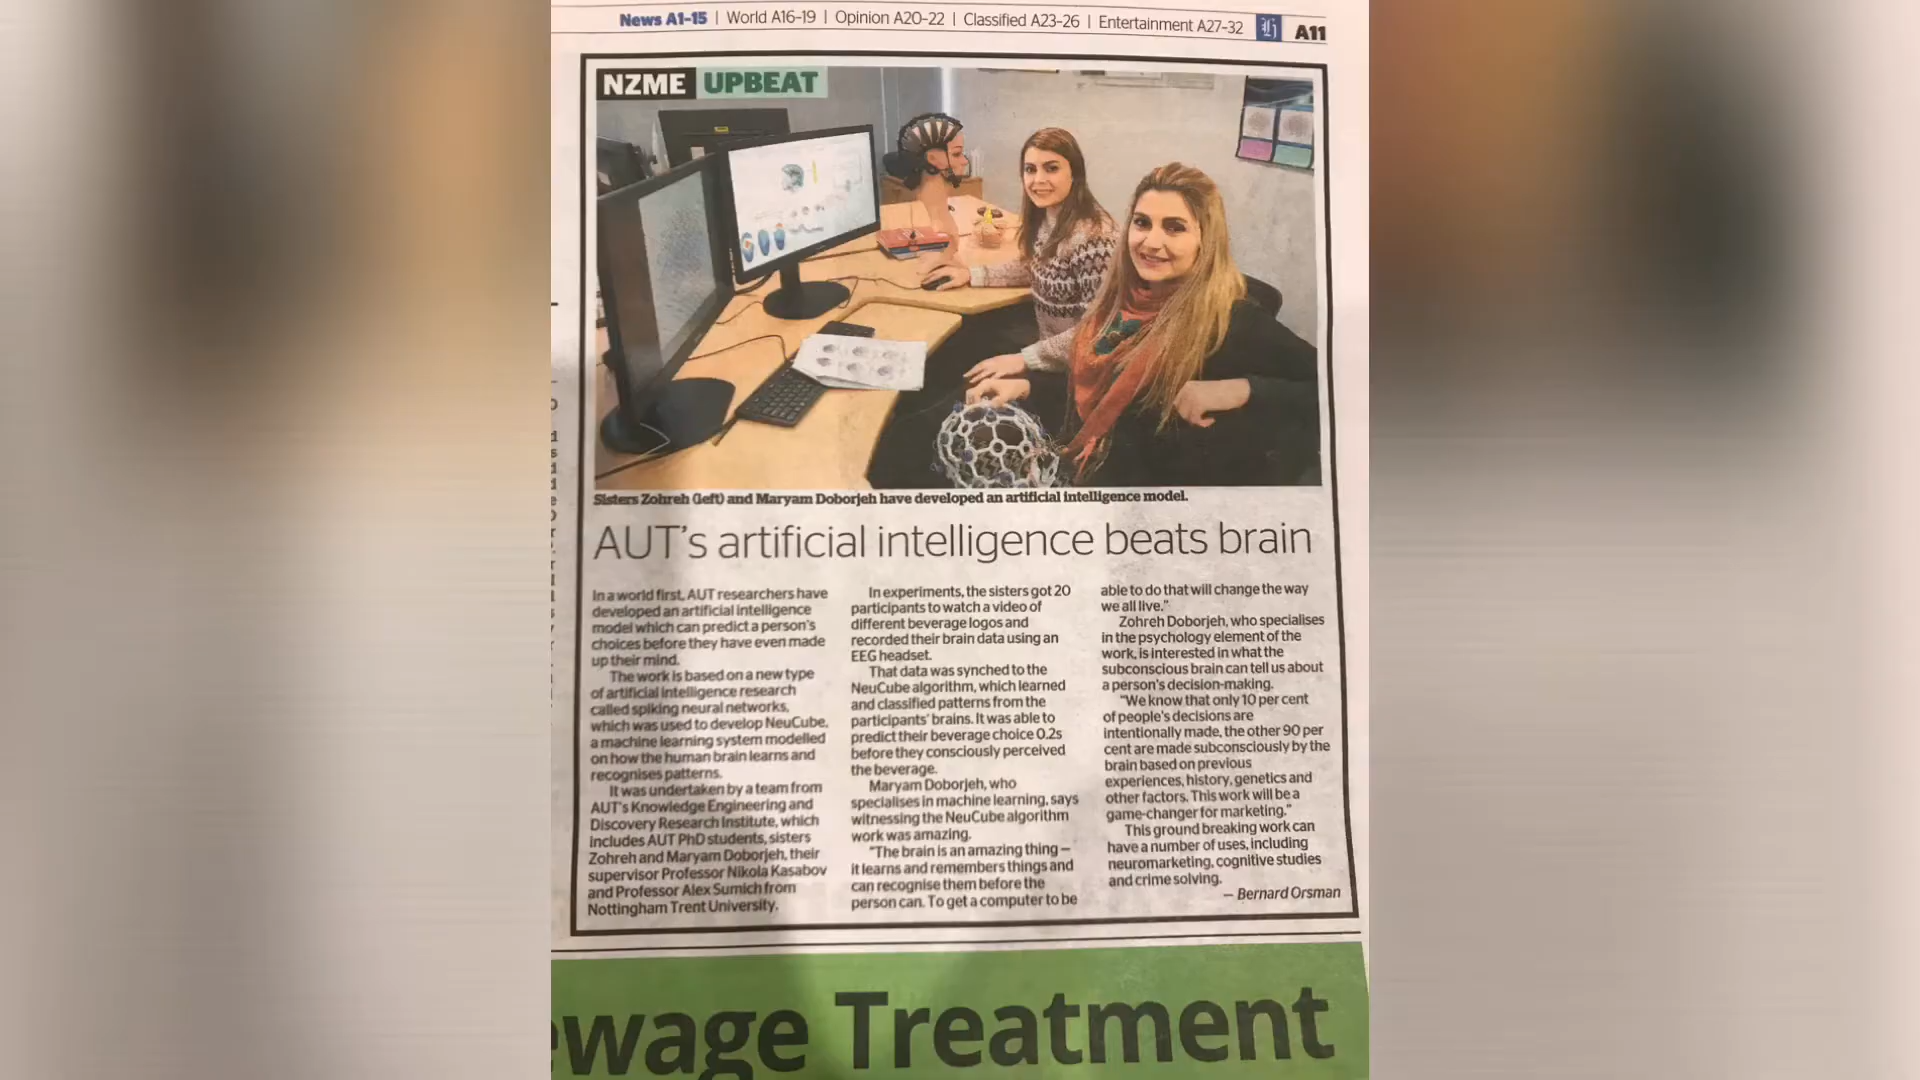 News A1-15 | World A16-19 | Opinion A20-22 | Classified A23-26 | Entertainment A27-32 A11
NZME UPBEAT
Sisters Zohreh (left) and Maryam Doborjeh have developed an artificial intelligence model.
AUT's artificial intelligence beats brain
In a world first, AUT researchers have
developed an artificial intelligence
model which can predict a person's
choices before they have even made
up their mind.
The work is based on a new type
of artificial intelligence research
called spiking neural networks,
which was used to develop NeuCube,
a machine learning system modelled
on how the human brain learns and
recognises patterns.
It was undertaken by a team from
AUT's Knowledge Engineering and
Discovery Research Institute, which
includes AUT PhD students, sisters
Zohreh and Maryam Doborjeh, their
supervisor Professor Nikola Kasabov
and Professor Alex Sumich from
Nottingham Trent University.
In experiments, the sisters got 20
participants to watch a video of
different beverage logos and
recorded their brain data using an
EEG headset.
That data was synched to the
NeuCube algorithm, which learned
and classified patterns from the
participants' brains. It was able to
predict their beverage choice 0.2s
before they consciously perceived
the beverage.
Maryam Doborjeh, who
specialises in machine learning, says
witnessing the NeuCube algorithm
work was amazing.
"The brain is an amazing thing —
it learns and remembers things and
can recognise them before the
person can. To get a computer to be
able to do that will change the way
we all live."
Zohreh Doborjeh, who specialises
in the psychology element of the
work, is interested in what the
subconscious brain can tell us about
a person's decision-making.
"We know that only 10 per cent
of people's decisions are
intentionally made, the other 90 per
cent are made subconsciously by the
brain based on previous
experiences, history, genetics and
other factors. This work will be a
game-changer for marketing."
This ground breaking work can
have a number of uses, including
neuromarketing, cognitive studies
and crime solving.
— Bernard Orsman
ewage Treatment